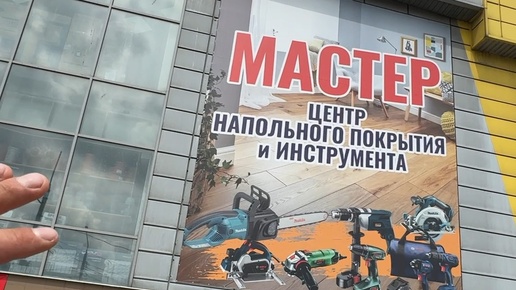 МАСТЕР
ЦЕНТР
НАПОЛЬНОГО ПОКРЫТИЯ
И ИНСТРУМЕНТА